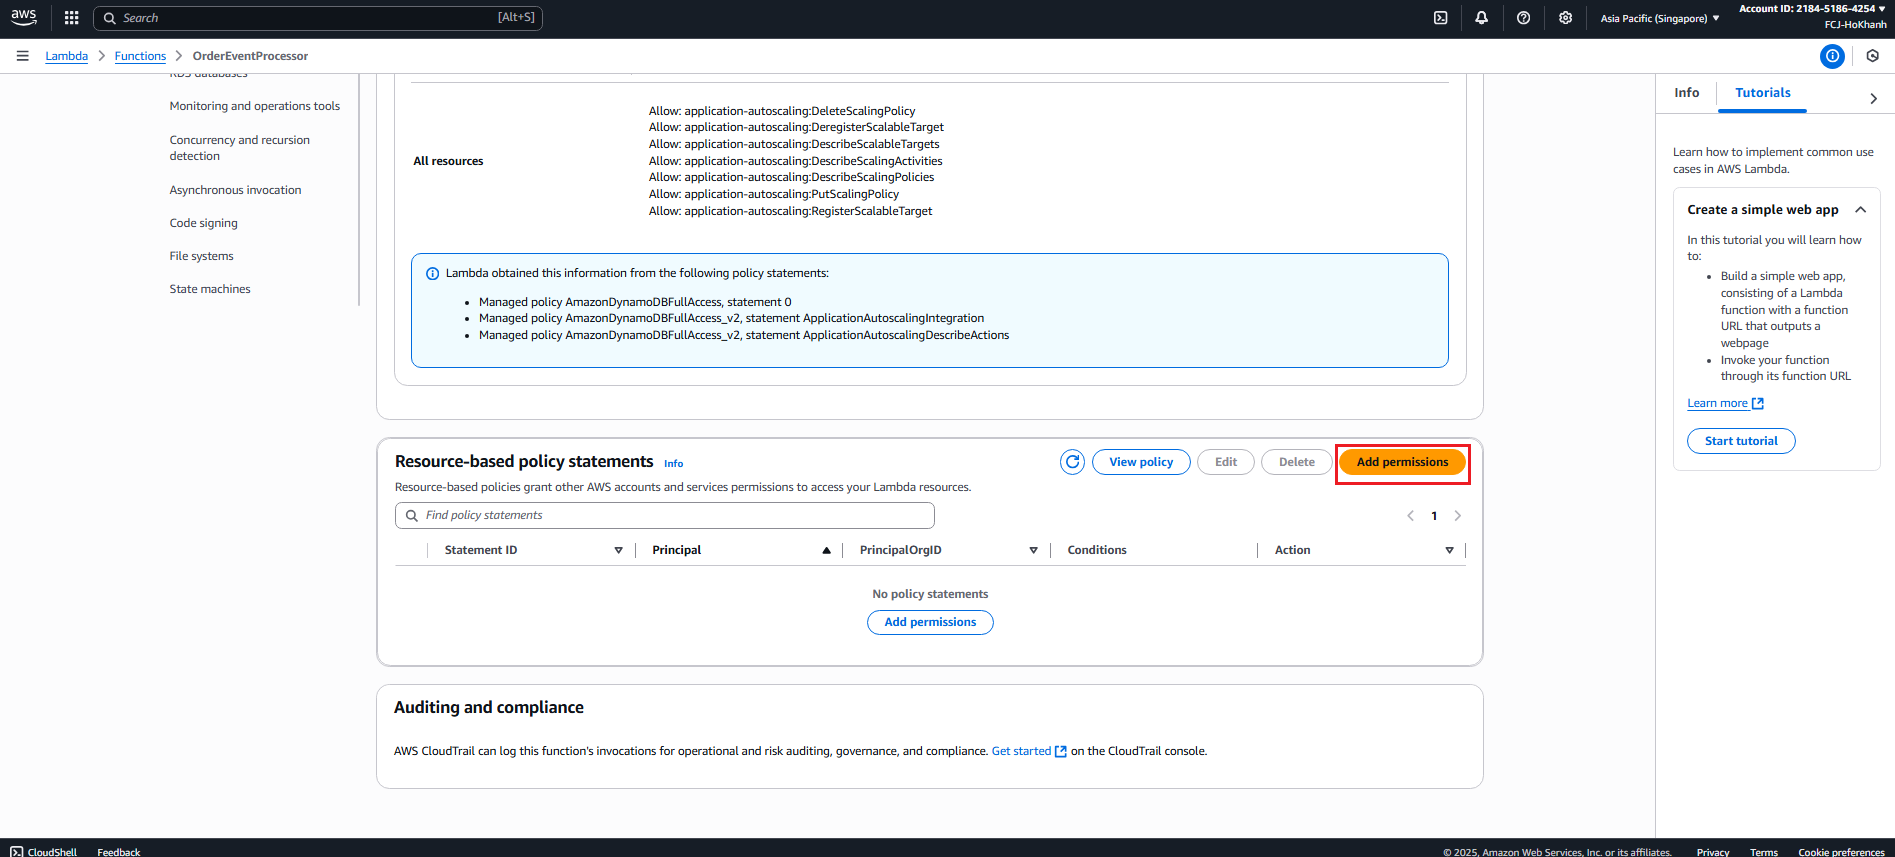 aws
Search
[Alt+S]
Asia Pacific (Singapore)
Account ID: 2184-5186-4254
FCJ-HoKhanh
Lambda
Functions
OrderEventProcessor
RDS databases
Monitoring and operations tools
Concurrency and recursion
detection
Asynchronous invocation
Code signing
File systems
State machines
All resources
Allow: application-autoscaling:DeleteScalingPolicy
Allow: application-autoscaling:DeregisterScalableTarget
Allow: application-autoscaling:DescribeScalableTargets
Allow: application-autoscaling:DescribeScalingActivities
Allow: application-autoscaling:DescribeScalingPolicies
Allow: application-autoscaling:PutScalingPolicy
Allow: application-autoscaling:RegisterScalableTarget
Lambda obtained this information from the following policy statements:
• Managed policy AmazonDynamoDBFullAccess, statement 0
• Managed policy AmazonDynamoDBFullAccess_v2, statement ApplicationAutoscalingIntegration
• Managed policy AmazonDynamoDBFullAccess_v2, statement ApplicationAutoscalingDescribeActions
Resource-based policy statements Info
View policy
Edit
Delete
Add permissions
Resource-based policies grant other AWS accounts and services permissions to access your Lambda resources.
Find policy statements
1
Statement ID
Principal
PrincipalOrgID
Conditions
Action
No policy statements
Add permissions
Auditing and compliance
AWS CloudTrail can log this function's invocations for operational and risk auditing, governance, and compliance. Get started on the CloudTrail console.
Info
Tutorials
Learn how to implement common use
cases in AWS Lambda.
Create a simple web app
In this tutorial you will learn how
to:
• Build a simple web app,
consisting of a Lambda
function with a function
URL that outputs a
webpage
• Invoke your function
through its function URL
Learn more
Start tutorial
CloudShell
Feedback
© 2025, Amazon Web Services, Inc. or its affiliates.
Privacy
Terms
Cookie preferences